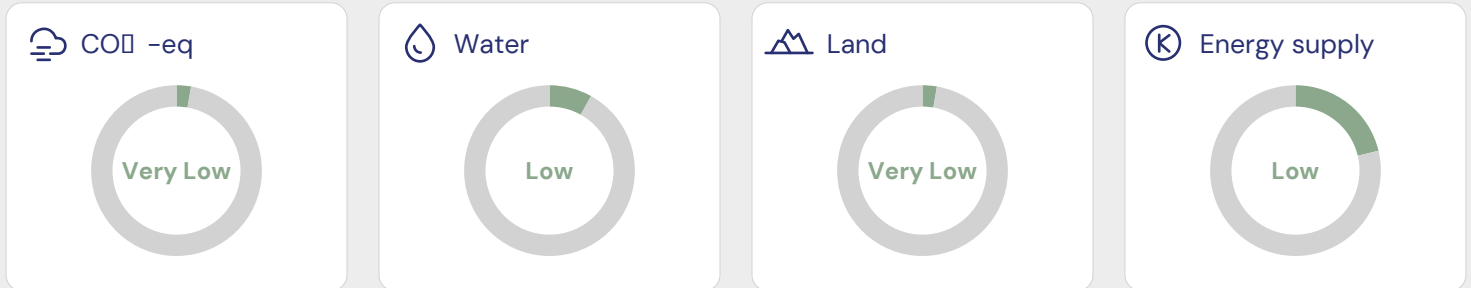 CO▯ -eq
Very Low
Water
Low
Land
Very Low
Energy supply
Low